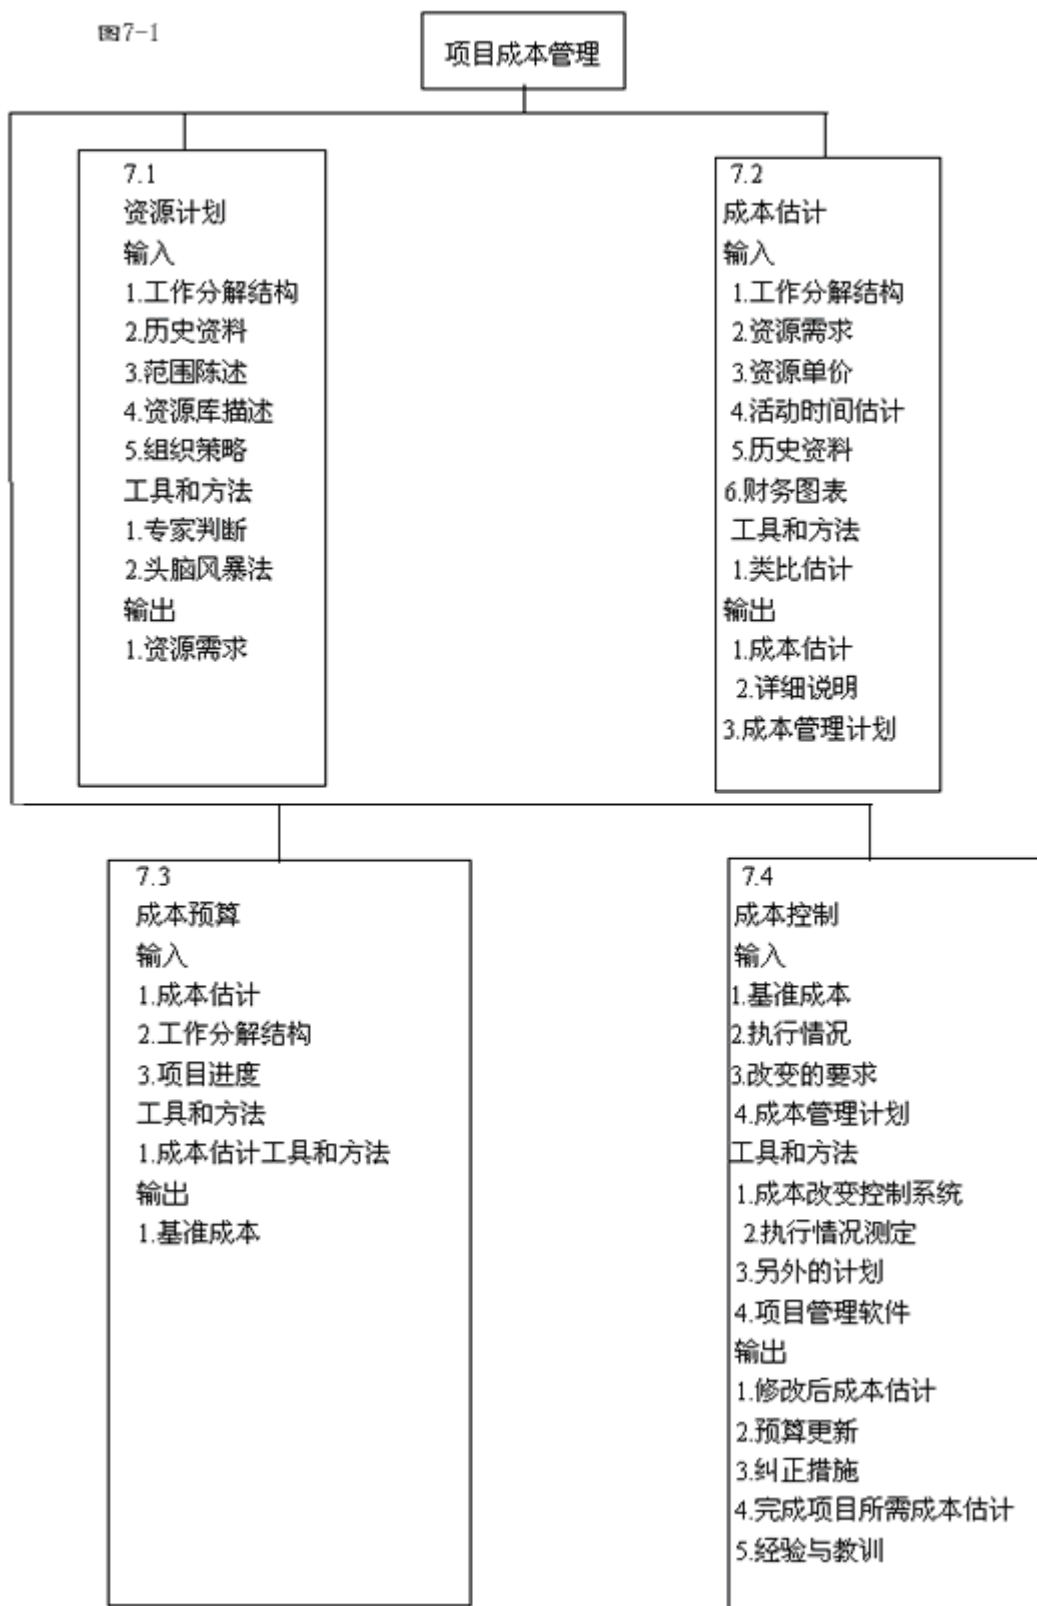 图7-1
项目成本管理
7.1
资源计划
输入
1.工作分解结构
2.历史资料
3.范围陈述
4.资源库描述
5.组织策略
工具和方法
1.专家判断
2.头脑风暴法
输出
1.资源需求
7.2
成本估计
输入
1.工作分解结构
2.资源需求
3.资源单价
4.活动时间估计
5.历史资料
6.财务图表
工具和方法
1.类比估计
输出
1.成本估计
2.详细说明
3.成本管理计划
7.3
成本预算
输入
1.成本估计
2.工作分解结构
3.项目进度
工具和方法
1.成本估计工具和方法
输出
1.基准成本
7.4
成本控制
输入
1.基准成本
2.执行情况
3.改变的要求
4.成本管理计划
工具和方法
1.成本改变控制系统
2.执行情况测定
3.另外的计划
4.项目管理软件
输出
1.修改后成本估计
2.预算更新
3.纠正措施
4.完成项目所需成本估计
5.经验与教训